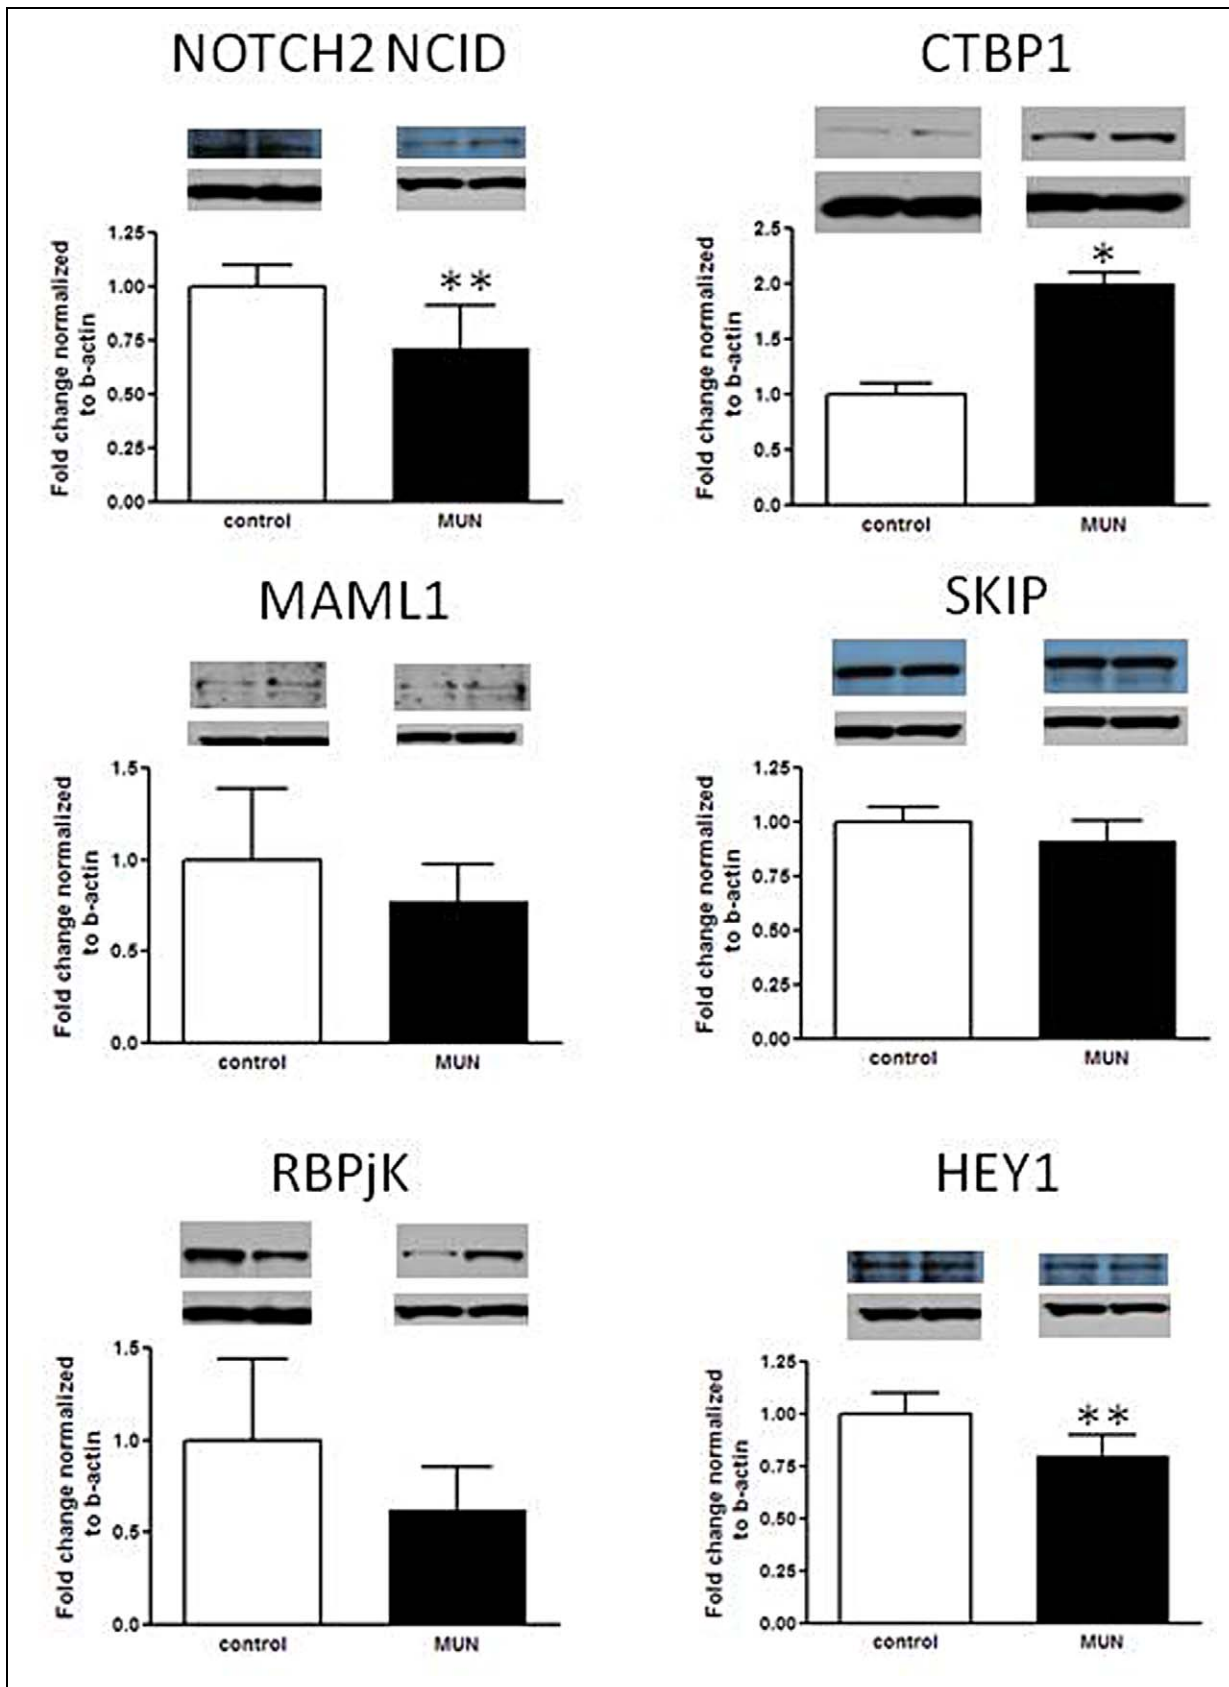 NOTCH2 NCID
Fold change normalized
to b-actin
1.25
1.00
0.75
0.50
0.25
0.00
**
control
MUN
CTBP1
Fold change normalized
to b-actin
2.5
2.0
1.5
1.0
0.5
0.0
*
control
MUN
MAML1
Fold change normalized
to b-actin
1.5
1.0
0.5
0.0
control
MUN
SKIP
Fold change normalized
to b-actin
1.25
1.00
0.75
0.50
0.25
0.00
control
MUN
RBPjK
Fold change normalized
to b-actin
1.5
1.0
0.5
0.0
control
MUN
HEY1
Fold change normalized
to b-actin
1.25
1.00
0.75
0.50
0.25
0.00
**
control
MUN